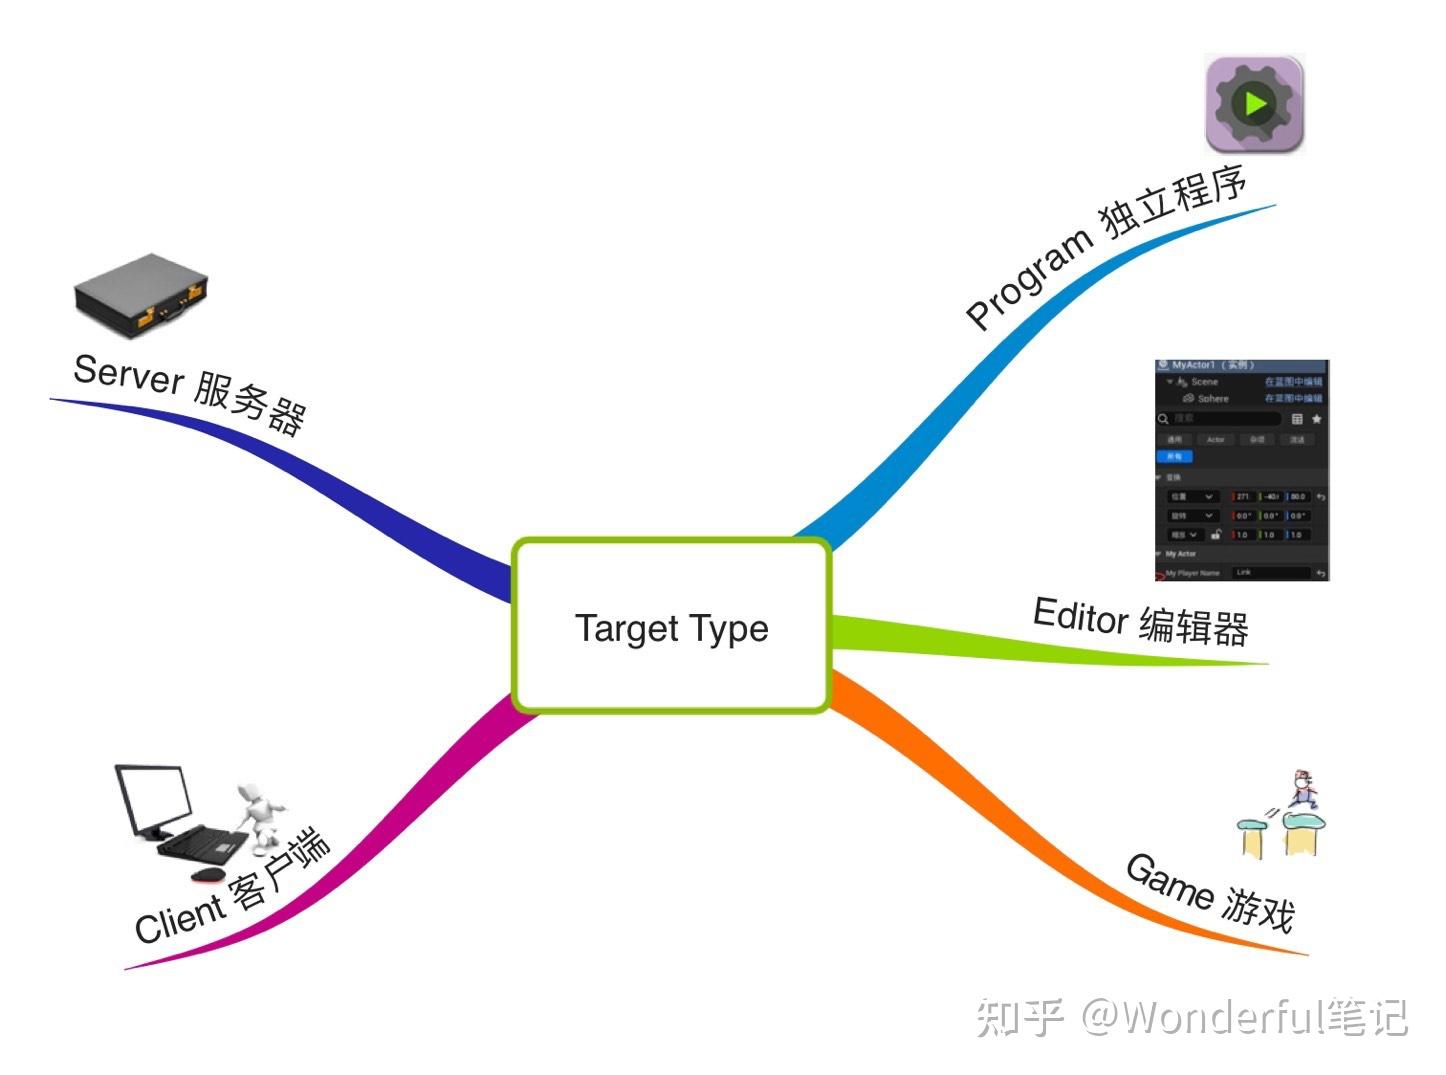 Program 独立程序
Server 服务器
MyActor1 （实例）
Scene 在蓝图中编辑
Sphere 在蓝图中编辑
搜索
通用 Actor 杂项 流送
所有
变换
位置 271. -40.( 80.0
旋转 0.0° 0.0° 0.0°
缩放 1.0 1.0 1.0
My Actor
My Player Name Link
Editor 编辑器
Target Type
Client 客户端
Game 游戏
知乎 @Wonderful笔记